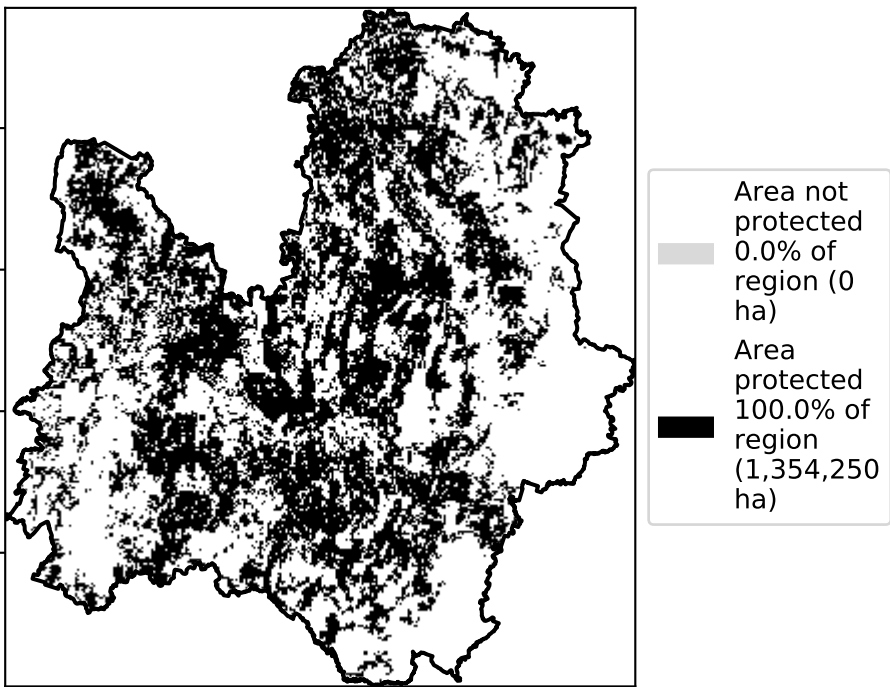 Area not
protected
0.0% of
region (0
ha)
Area
protected
100.0% of
region
(1,354,250
ha)